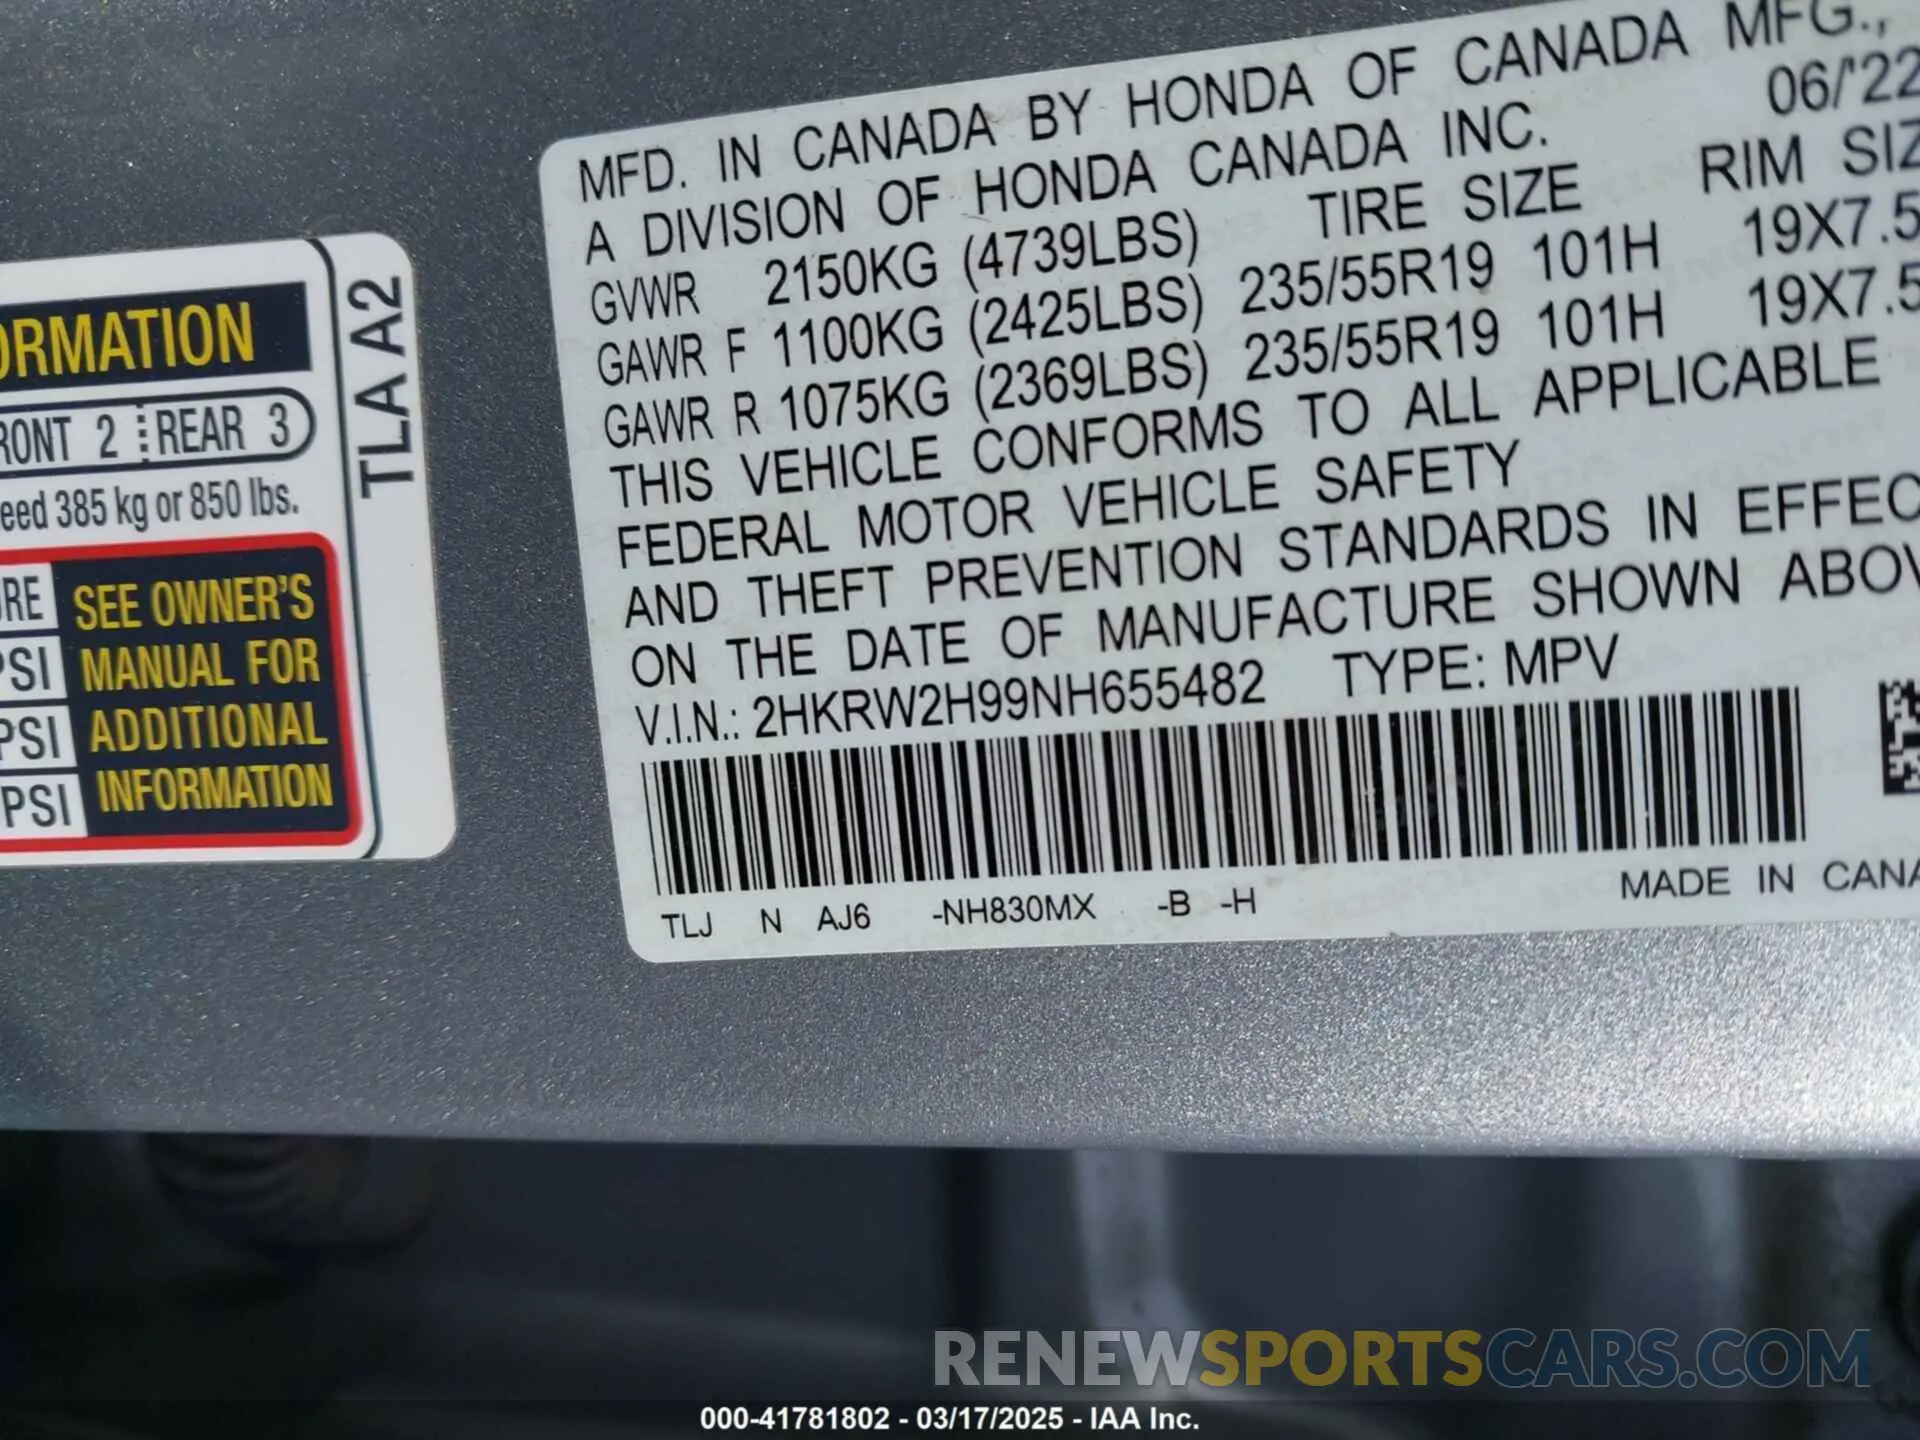 ORMATION
RONT 2 REAR 3
eed 385 kg or 850 lbs.
URE
SEE OWNER'S
PSI
MANUAL FOR
PSI
ADDITIONAL
PSI
INFORMATION
TLA A2
MFD. IN CANADA BY HONDA OF CANADA MFG.,
A DIVISION OF HONDA CANADA INC. 06/'22
GVWR 2150KG (4739LBS) TIRE SIZE RIM SIZ
GAWR F 1100KG (2425LBS) 235/55R19 101H 19X7.5
GAWR R 1075KG (2369LBS) 235/55R19 101H 19X7.5
THIS VEHICLE CONFORMS TO ALL APPLICABLE
FEDERAL MOTOR VEHICLE SAFETY
AND THEFT PREVENTION STANDARDS IN EFFEC
ON THE DATE OF MANUFACTURE SHOWN ABOV
V.I.N.: 2HKRW2H99NH655482 TYPE: MPV
TLJ N AJ6 -NH830MX -B -H
MADE IN CANA
RENEWSPORTSCARS.COM
000-41781802 - 03/17/2025 - IAA Inc.